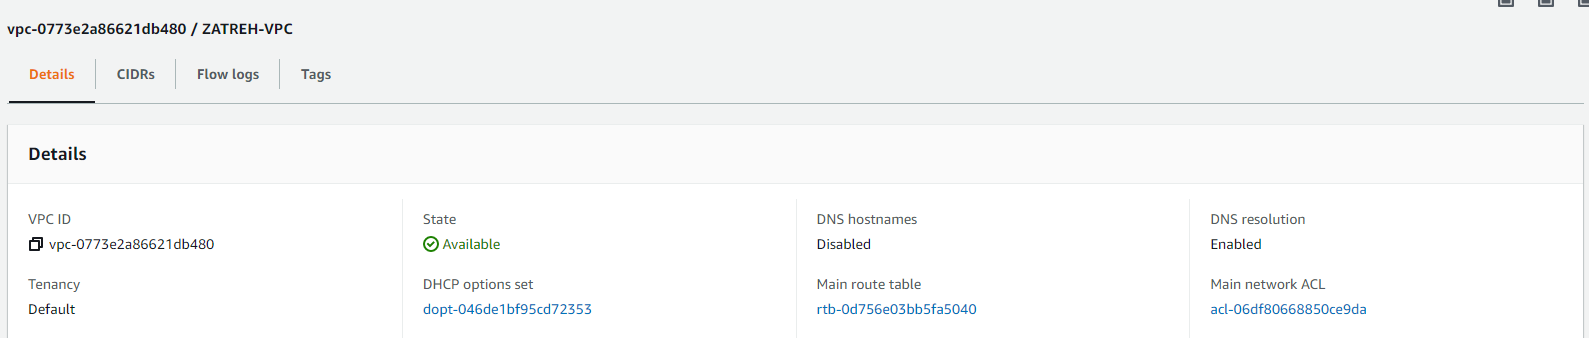 vpc-0773e2a86621db480 / ZATREH-VPC
Details CIDRs Flow logs Tags
Details
VPC ID State DNS hostnames DNS resolution
vpc-0773e2a86621db480 Available Disabled Enabled
Tenancy DHCP options set Main route table Main network ACL
Default dopt-046de1bf95cd72353 rtb-0d756e03bb5fa5040 acl-06df80668850ce9da